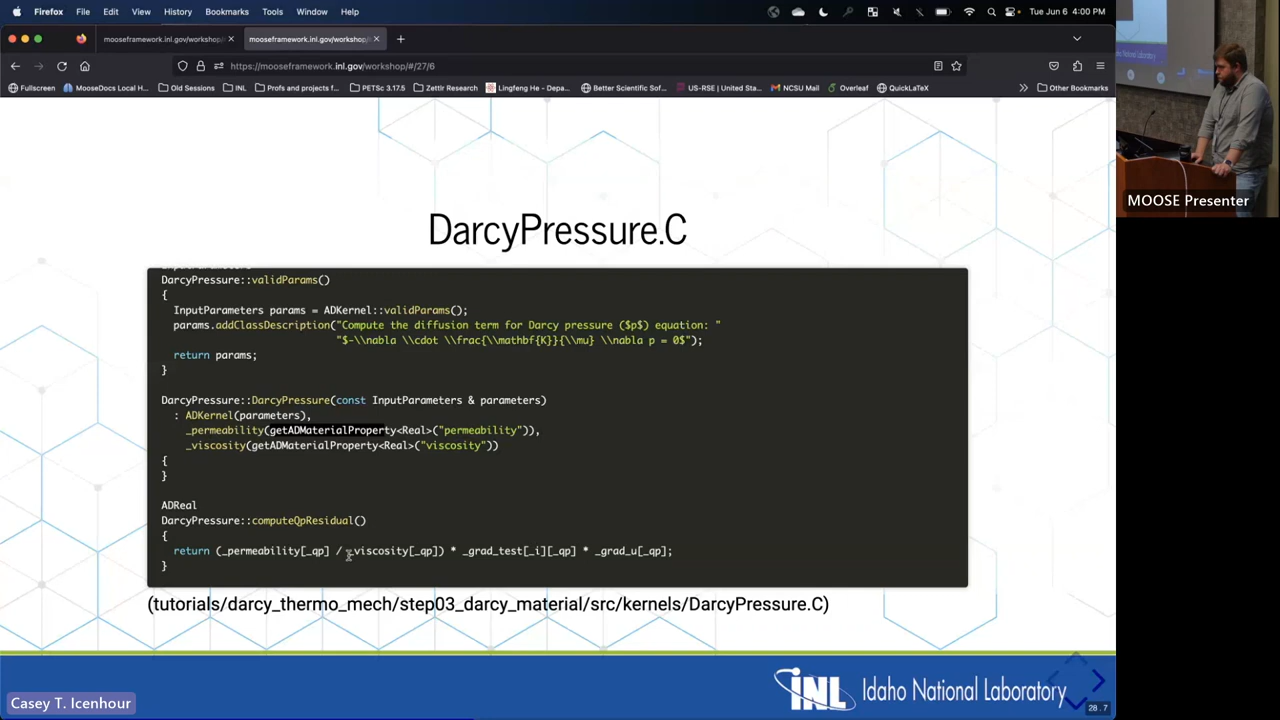 Firefox File Edit View History Bookmarks Tools Window Help Tue Jun 6 4:00 PM
mooseframework.inl.gov/workshop/ mooseframework.inl.gov/workshop/#
https://mooseframework.inl.gov/workshop/#/27/6
Fullscreen MooseDocs Local H... Old Sessions INL Profs and projects f... PETSc 3.17.5 Zettlr Research Lingfeng He - Depa... Better Scientific Sof... US-RSE | United Sta... NCSU Mail Overleaf QuickLaTeX Other Bookmarks
MOOSE Presenter
DarcyPressure.C
InputParameters
DarcyPressure::validParams()
{
InputParameters params = ADKernel::validParams();
params.addClassDescription("Compute the diffusion term for Darcy pressure ($p$) equation: "
"$-\\nabla \\cdot \\frac{\\mathbf{K}}{\\mu} \\nabla p = 0$");
return params;
}
DarcyPressure::DarcyPressure(const InputParameters & parameters)
: ADKernel(parameters),
_permeability(getADMaterialProperty<Real>("permeability")),
_viscosity(getADMaterialProperty<Real>("viscosity"))
{
}
ADReal
DarcyPressure::computeQpResidual()
{
return (_permeability[_qp] / _viscosity[_qp]) * _grad_test[_i][_qp] * _grad_u[_qp];
}
(tutorials/darcy_thermo_mech/step03_darcy_material/src/kernels/DarcyPressure.C)
INL Idaho National Laboratory
Casey T. Icenhour
28.7